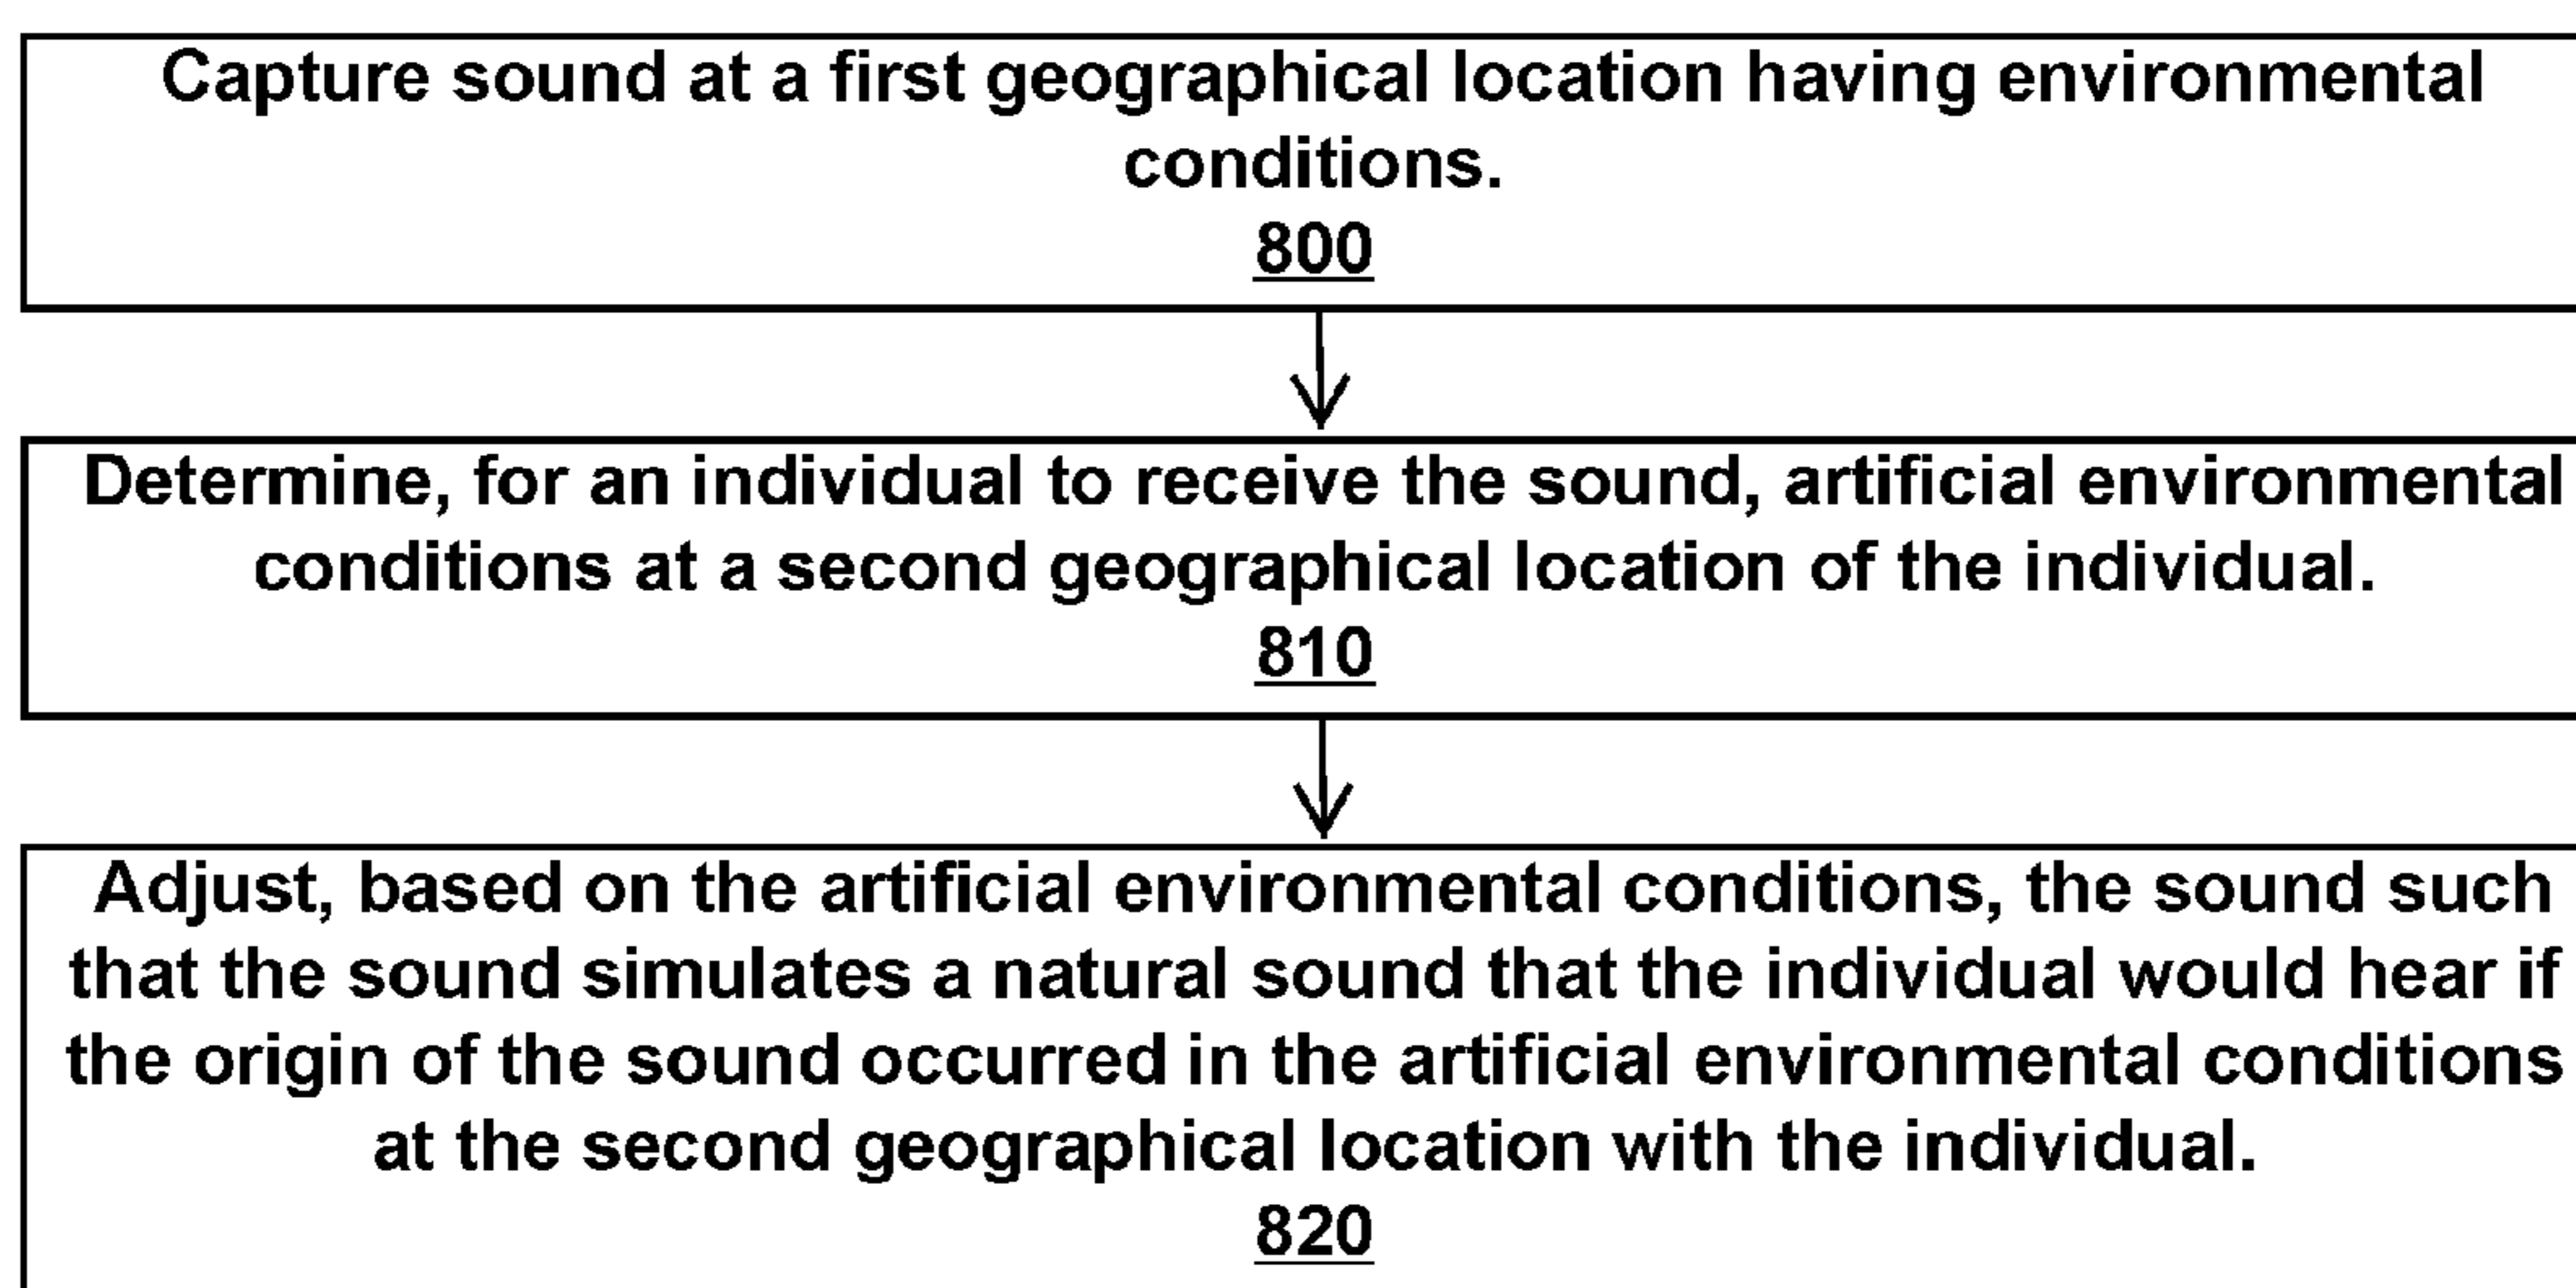 Capture sound at a first geographical location having environmental
conditions.
800
Determine, for an individual to receive the sound, artificial environmental
conditions at a second geographical location of the individual.
810
Adjust, based on the artificial environmental conditions, the sound such
that the sound simulates a natural sound that the individual would hear if
the origin of the sound occurred in the artificial environmental conditions
at the second geographical location with the individual.
820